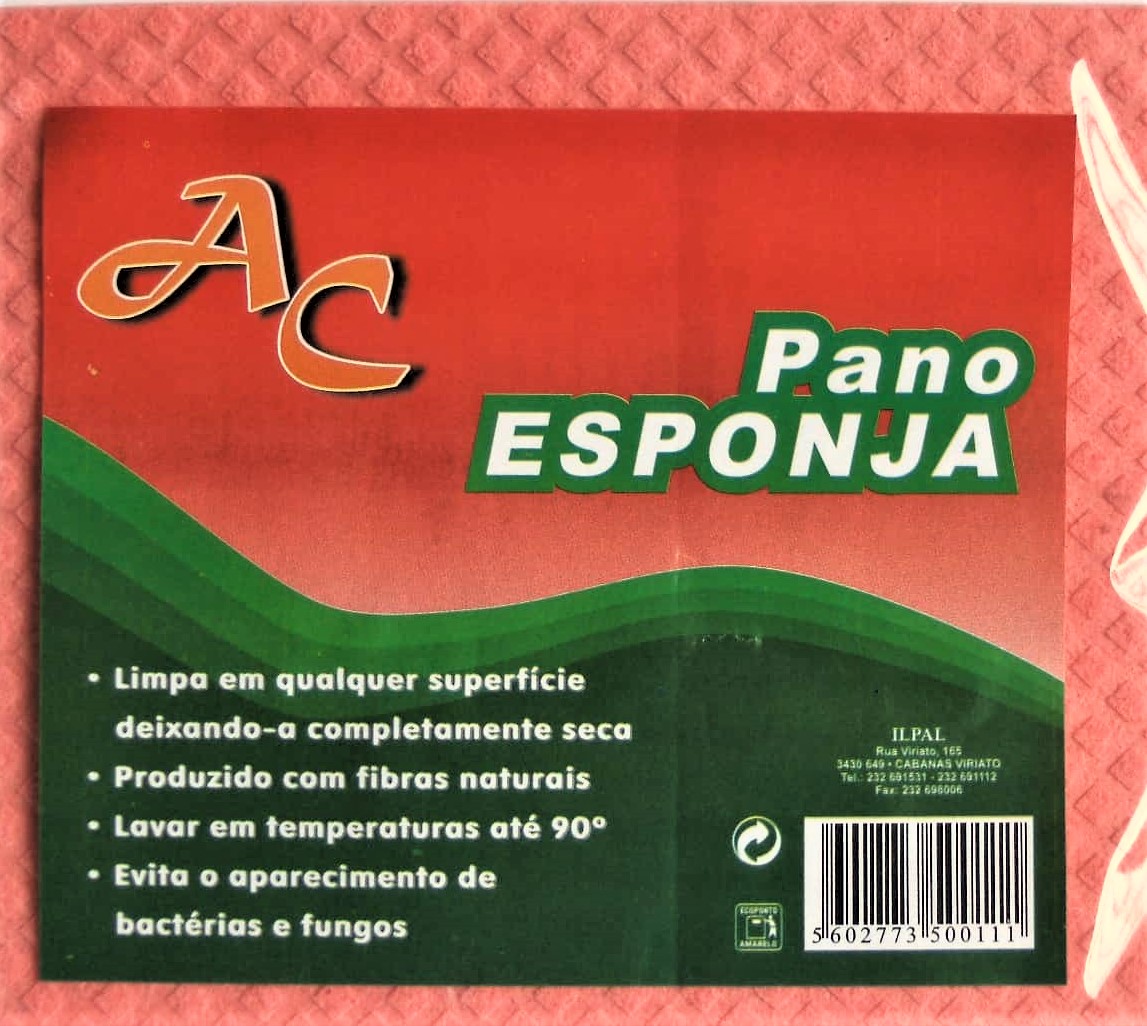 AC
Pano
ESPONJA
• Limpa em qualquer superfície
deixando-a completamente seca
• Produzido com fibras naturais
• Lavar em temperaturas até 90º
• Evita o aparecimento de
bactérias e fungos
ILPAL
Rua Viriato, 165
3430 649 • CABANAS VIRIATO
Tel.: 232 691531 - 232 691112
Fax: 232 698006
ECOPONTO
AMARELO
5 602773 500111